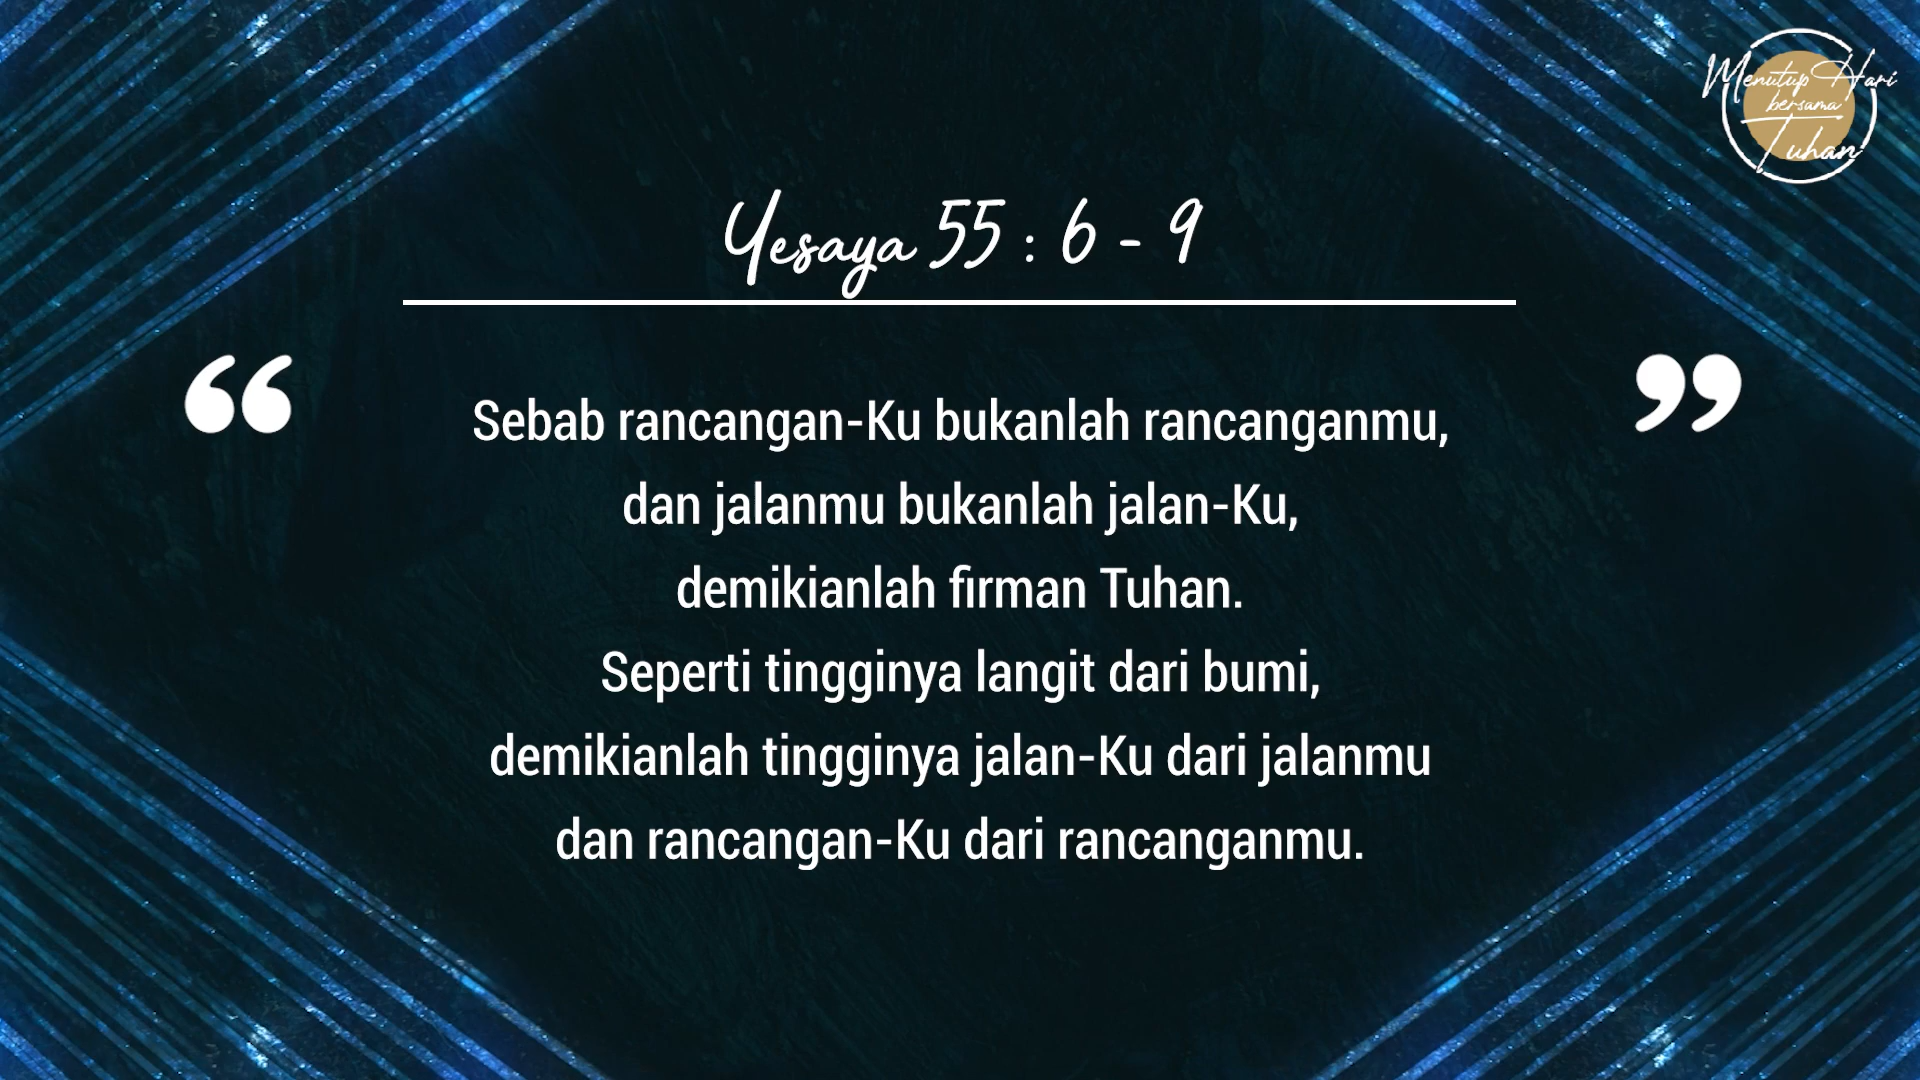 Menutup Hari
bersama
Tuhan
Yesaya 55 : 6 - 9
“ ”
Sebab rancangan-Ku bukanlah rancanganmu,
dan jalanmu bukanlah jalan-Ku,
demikianlah firman Tuhan.
Seperti tingginya langit dari bumi,
demikianlah tingginya jalan-Ku dari jalanmu
dan rancangan-Ku dari rancanganmu.